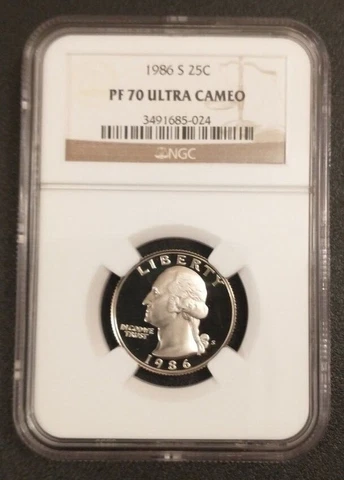 1986 S 25C
PF 70 ULTRA CAMEO
3491685-024
NGC
LIBERTY
IN GOD WE
TRUST
S
1986